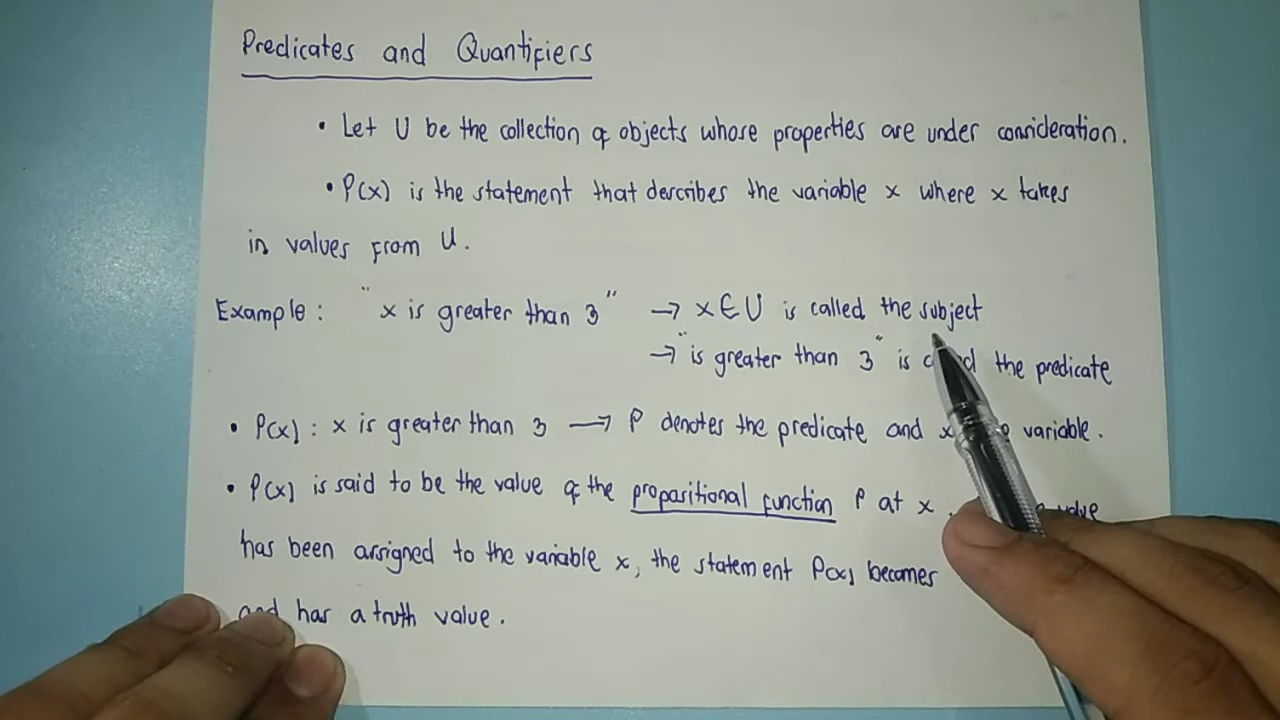 Predicates and Quantifiers
• Let U be the collection of objects whose properties are under consideration.
• P(x) is the statement that describes the variable x where x takes
in values from U.
Example: "x is greater than 3" → x∈U is called the subject
→ "is greater than 3" is the predicate
• P(x): x is greater than 3 → P denotes the predicate and x variable.
• P(x) is said to be the value of the propositional function P at x.
has been assigned to the variable x, the statement P(x) becomes
and has a truth value.